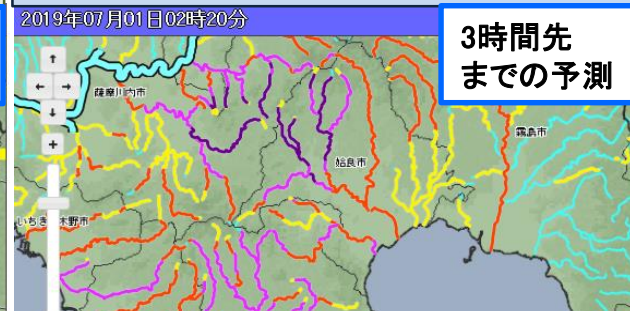 2019年07月01日02時20分
3時間先
までの予測
薩摩川内市
霧島市
姶良市
いちき
木野市